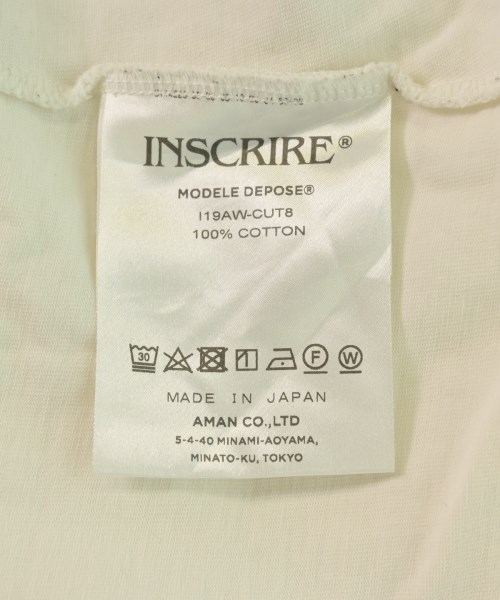 INSCRIRE®
MODELE DEPOSE®
I19AW-CUT8
100% COTTON
30 F W
MADE IN JAPAN
AMAN CO.,LTD
5-4-40 MINAMI-AOYAMA,
MINATO-KU, TOKYO